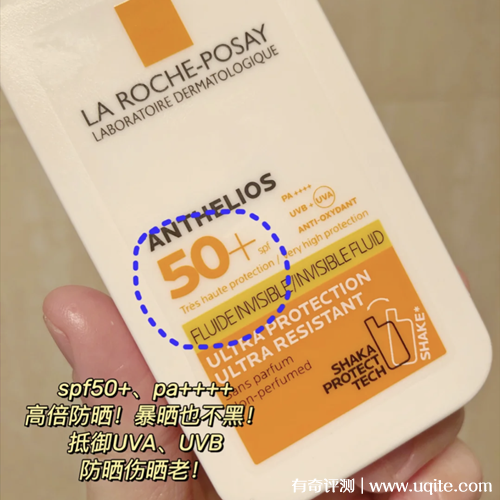 LA ROCHE-POSAY
LABORATOIRE DERMATOLOGIQUE
ANTHELIOS
PA++++
UVB + UVA
ANTI-OXYDANT
50+ spf
Très haute protection / very high protection
FLUIDE INVISIBLE/INVISIBLE FLUID
ULTRA PROTECTION
ULTRA RESISTANT
sans parfum
non-perfumed
SHAKA
PROTECT
TECH
SHAKE
spf50+、pa++++
高倍防晒！暴晒也不黑！
抵御UVA、UVB
防晒伤晒老！
有奇评测 | www.uqite.com